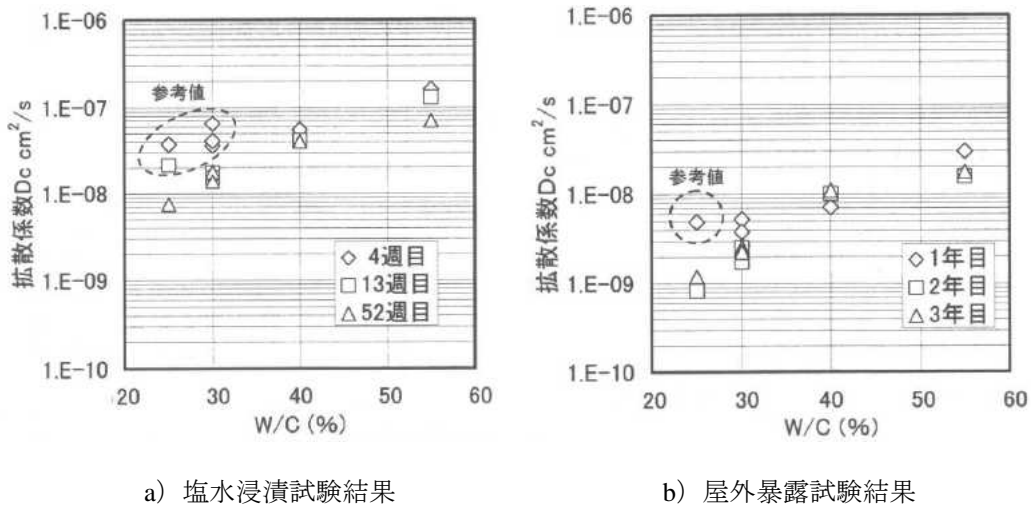 1.E-06
1.E-07
1.E-08
1.E-09
1.E-10
拡散係数Dc cm²/s
参考値
◇ 4週目
□ 13週目
△ 52週目
20 30 40 50 60
W/C (%)
a）塩水浸漬試験結果
1.E-06
1.E-07
1.E-08
1.E-09
1.E-10
拡散係数Dc cm²/s
参考値
◇ 1年目
□ 2年目
△ 3年目
20 30 40 50 60
W/C (%)
b）屋外暴露試験結果